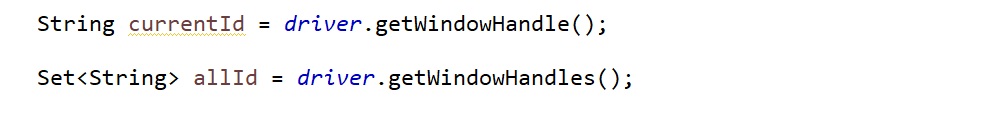 String currentId = driver.getWindowHandle();
Set<String> allId = driver.getWindowHandles();